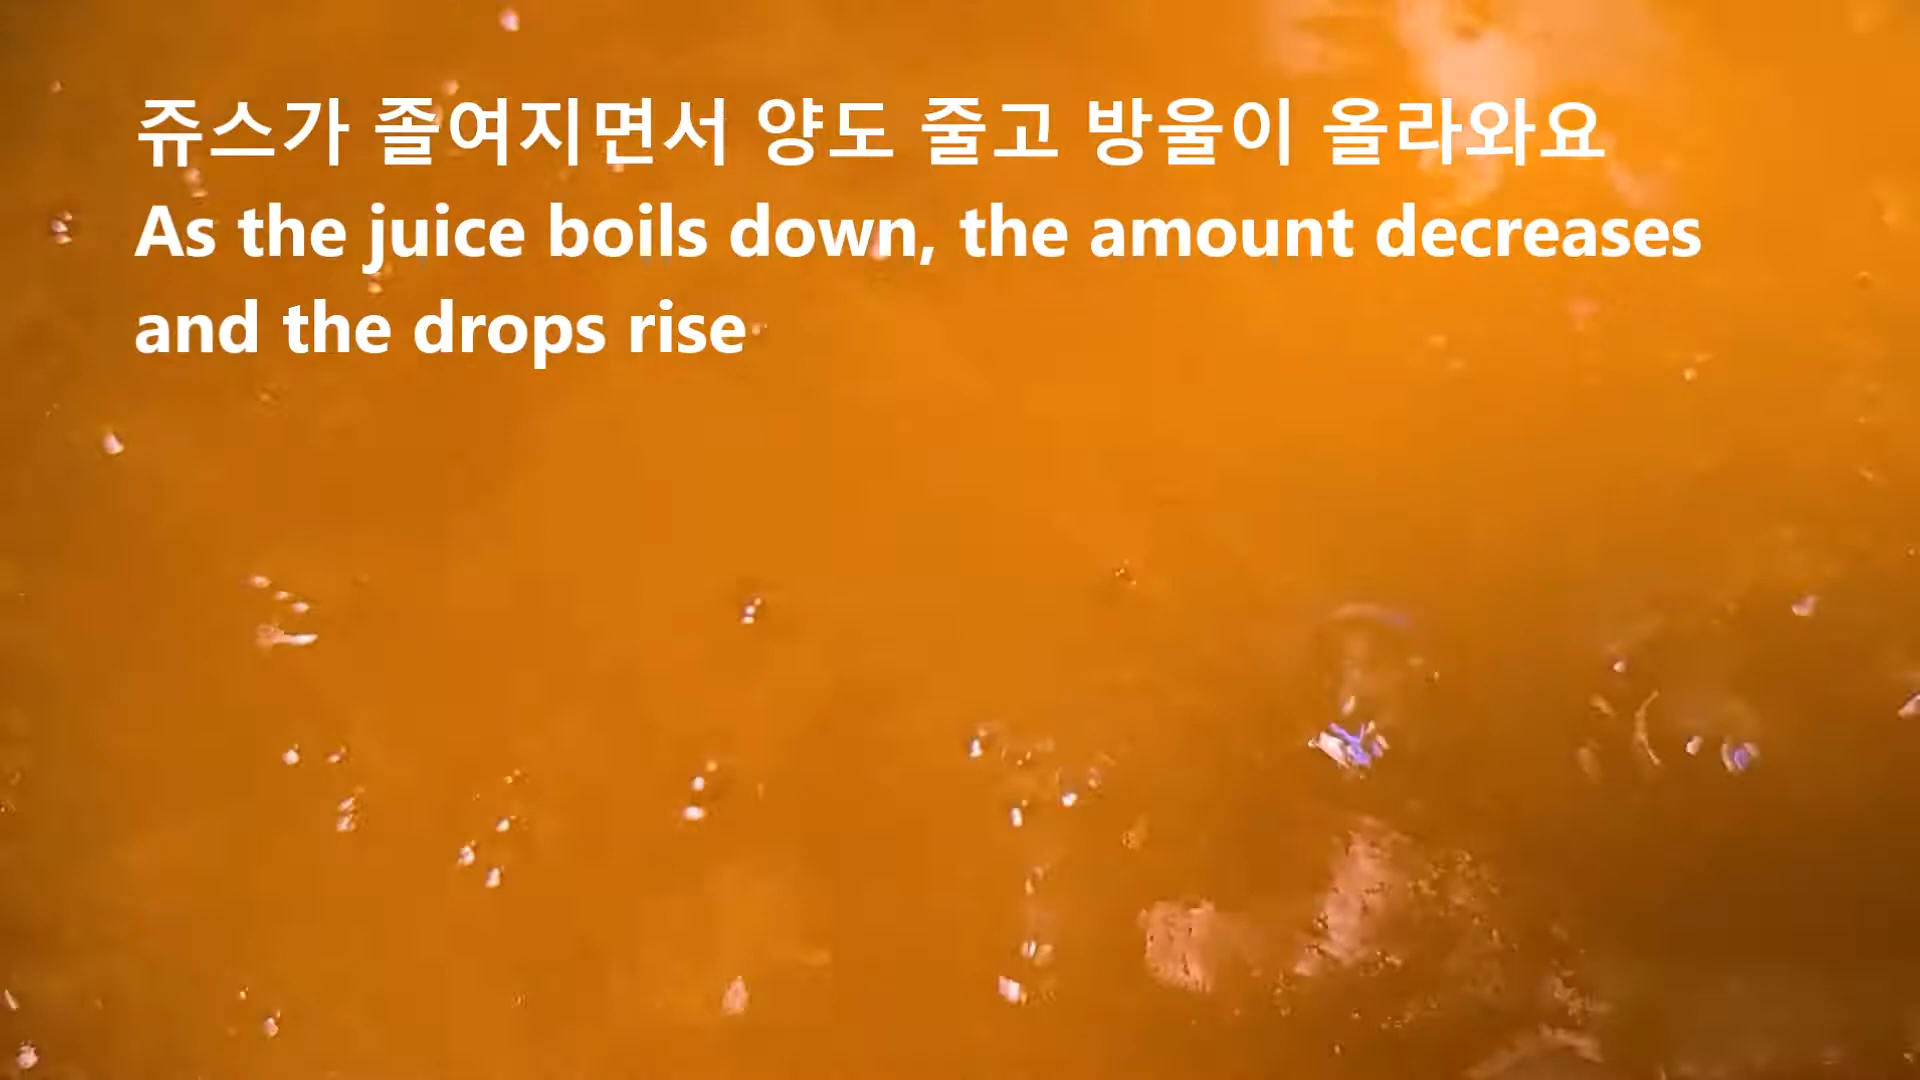 쥬스가 졸여지면서 양도 줄고 방울이 올라와요
As the juice boils down, the amount decreases
and the drops rise